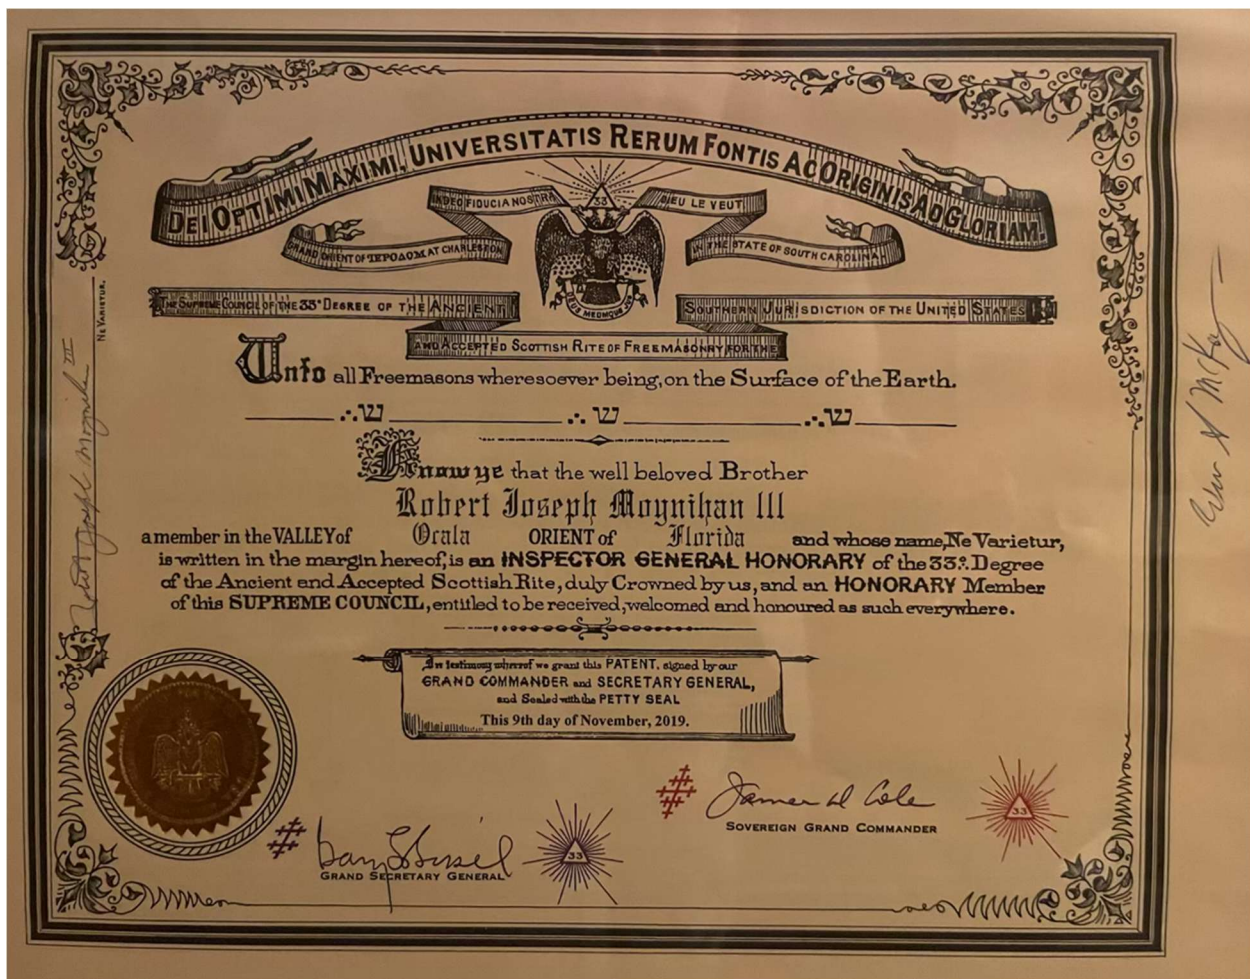 DEI OPTIMI MAXIMI, UNIVERSITATIS RERUM FONTIS AC ORIGINIS AD GLORIAM.
IN DEO FIDUCIA NOSTRA
33
DIEU LE VEUT
GRAND ORIENT OF ΙΕΡΟΔΟΜ, AT CHARLESTON
IN THE STATE OF SOUTH CAROLINA
DEUS MEUMQUE JUS
THE SUPREME COUNCIL OF THE 33° DEGREE OF THE ANCIENT
AND ACCEPTED SCOTTISH RITE OF FREEMASONRY FOR THE
SOUTHERN JURISDICTION OF THE UNITED STATES
Unto all Freemasons wheresoever being, on the Surface of the Earth.
∴ש ∴ש ∴ש
Know ye that the well beloved Brother
Robert Joseph Moynihan III
a member in the VALLEY of Ocala ORIENT of Florida and whose name, Ne Varietur,
is written in the margin hereof, is an INSPECTOR GENERAL HONORARY of the 33° Degree
of the Ancient and Accepted Scottish Rite, duly Crowned by us, and an HONORARY Member
of this SUPREME COUNCIL, entitled to be received, welcomed and honoured as such everywhere.
In testimony whereof we grant this PATENT, signed by our
GRAND COMMANDER and SECRETARY GENERAL,
and Sealed with the PETTY SEAL
This 9th day of November, 2019.
James D Cole
SOVEREIGN GRAND COMMANDER
33
GRAND SECRETARY GENERAL
33
NE VARIETUR.
Robert Joseph Moynihan III